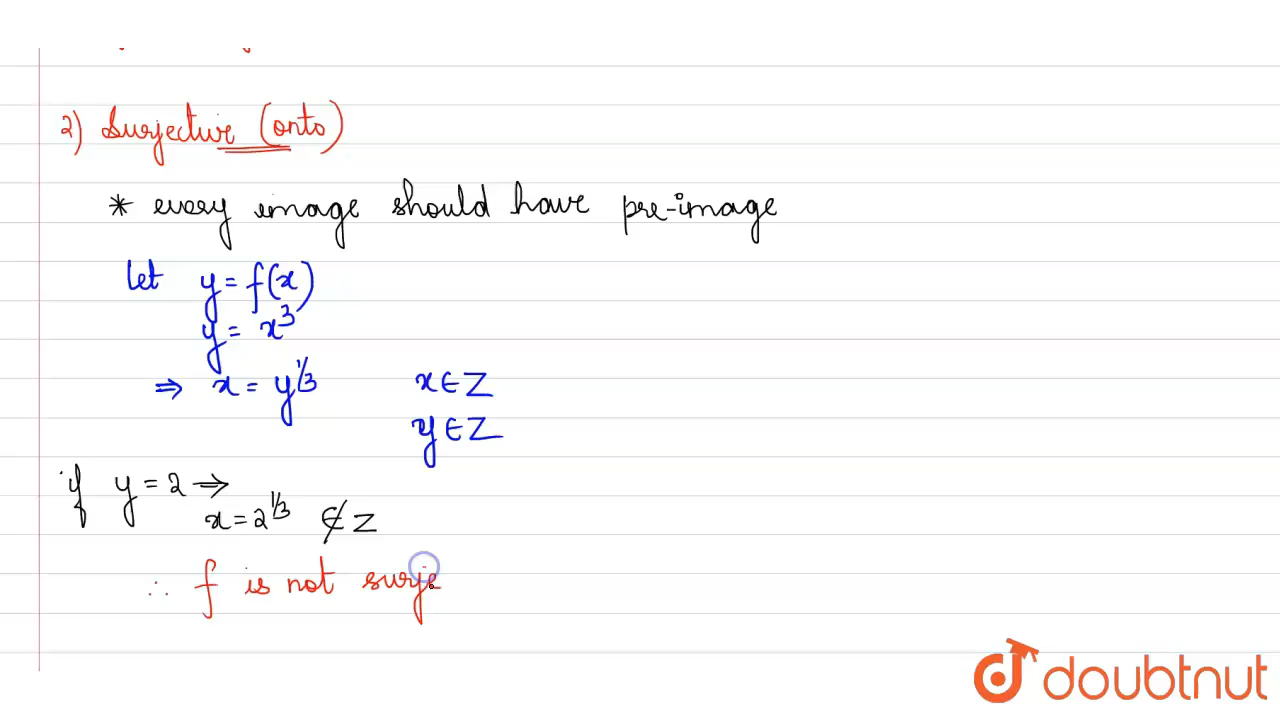 2) Surjective (onto)
* every image should have pre-image
let y = f(x)
y = x³
⇒ x = y^1/3 x ∈ Z
y ∈ Z
if y = 2 ⇒
x = 2^1/3 ∉ Z
∴ f is not surje
doubtnut